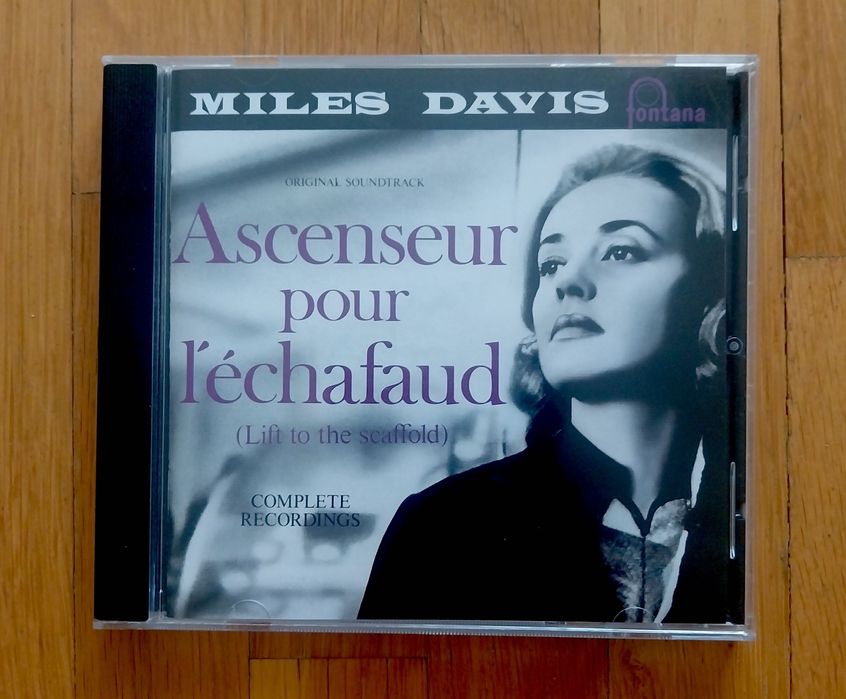 MILES DAVIS fontana
ORIGINAL SOUNDTRACK
Ascenseur
pour
l'échafaud
(Lift to the scaffold)
COMPLETE
RECORDINGS